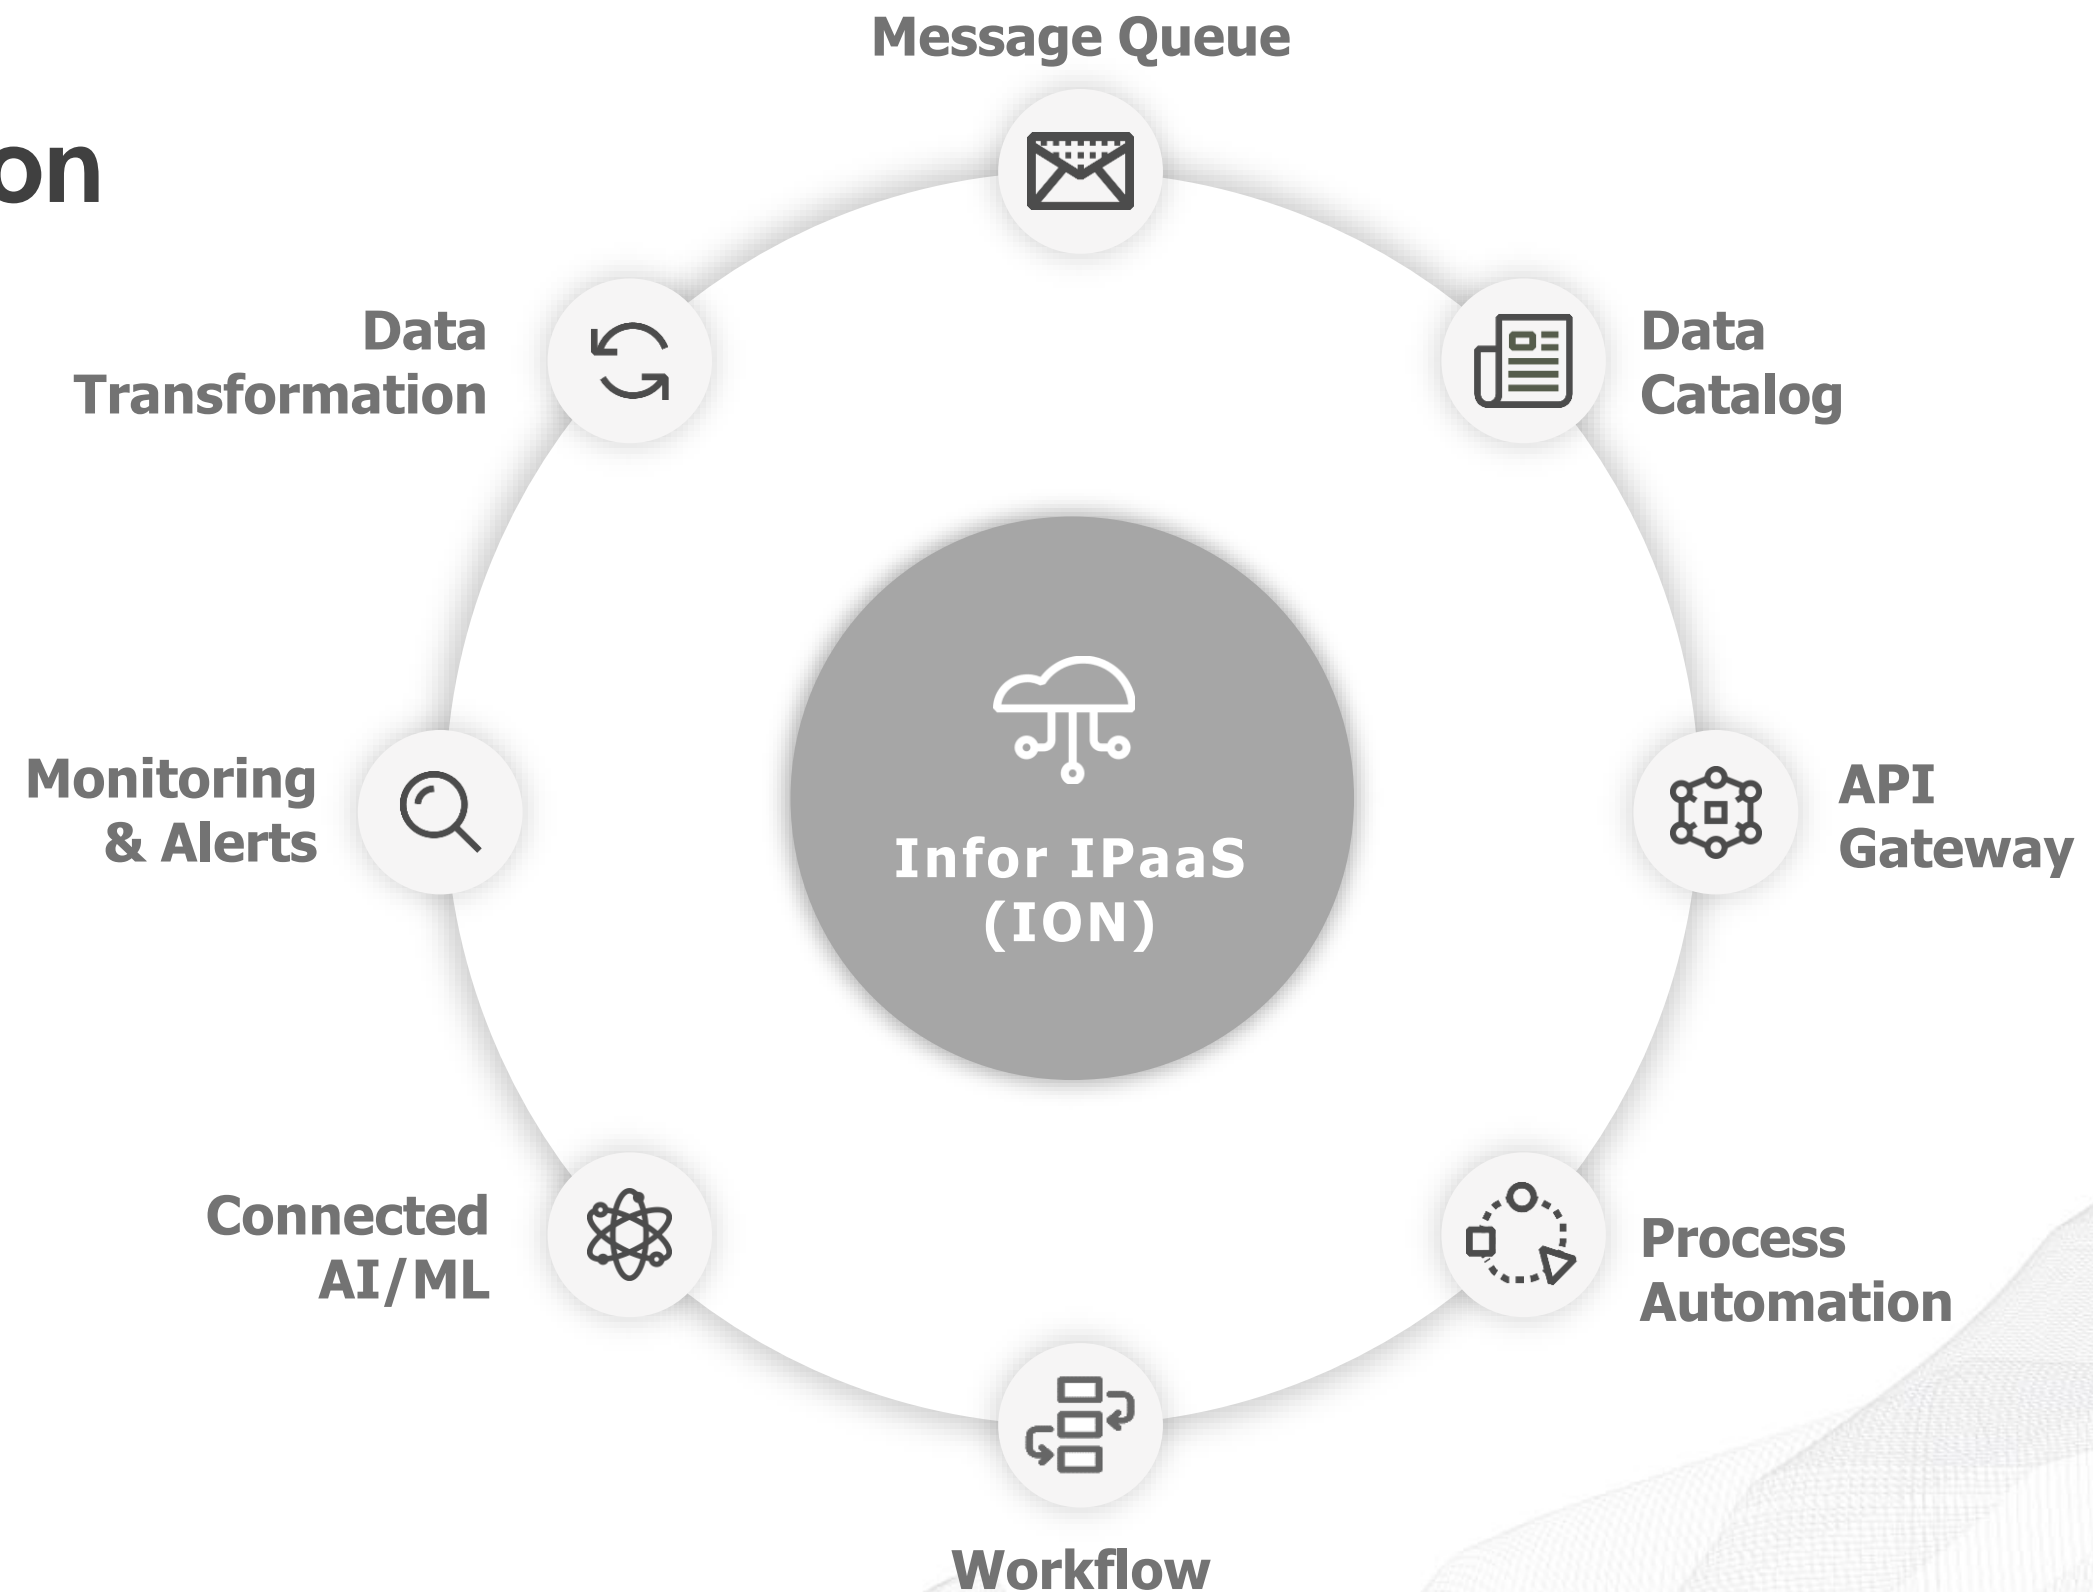 Message Queue
on
Data
Transformation
Data
Catalog
Monitoring
& Alerts
Infor IPaaS
(ION)
API
Gateway
Connected
AI/ML
Process
Automation
Workflow